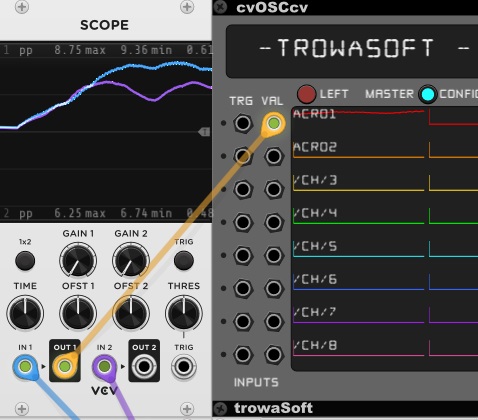 SCOPE
1 pp 8.75 max 9.36 min 0.61
2 pp 6.25 max 6.74 min 0.48
1x2
GAIN 1
GAIN 2
TRIG
TIME
OFST 1
OFST 2
THRES
IN 1
OUT 1
IN 2
OUT 2
TRIG
VCV
cvOSCcv
-TROWASOFT -
TRG VAL
LEFT
MASTER
CONFIG
ACRO1
ACRO2
/CH/3
/CH/4
/CH/5
/CH/6
/CH/7
/CH/8
INPUTS
trowaSoft